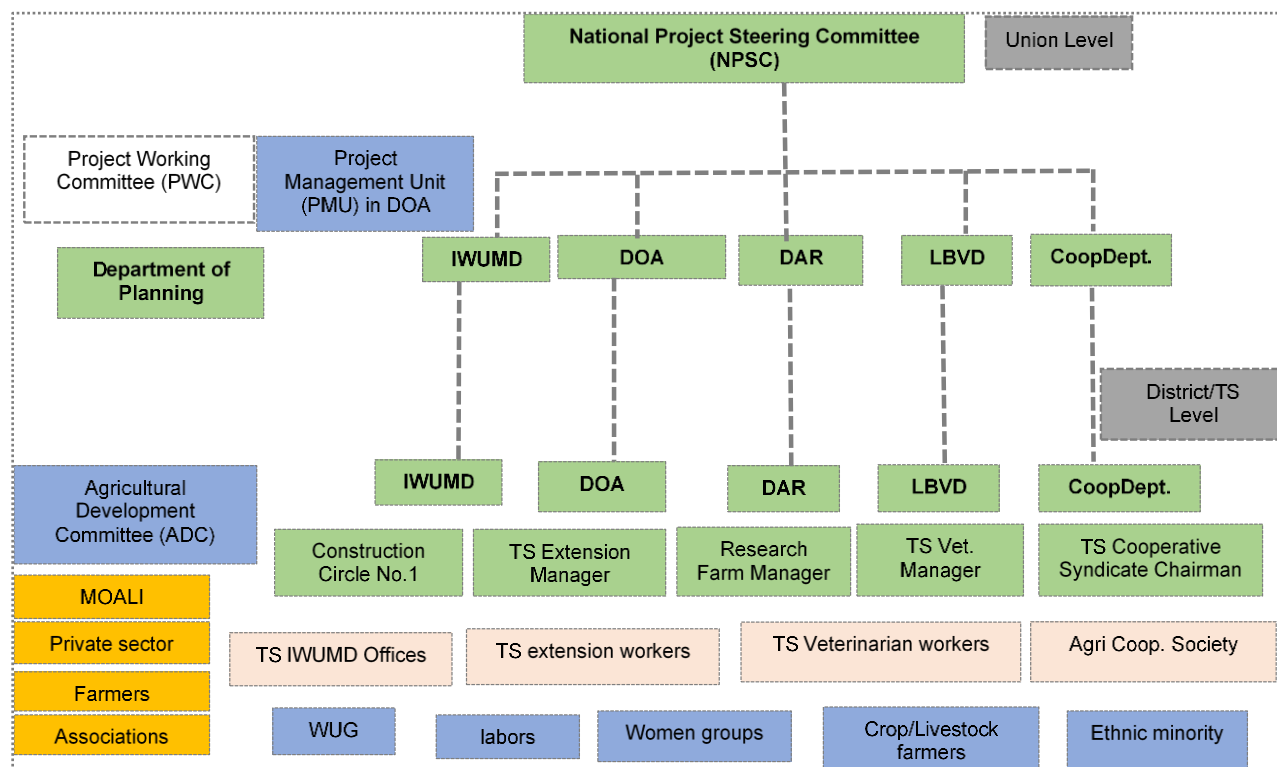 National Project Steering Committee
(NPSC)
Union Level
Project Working
Committee (PWC)
Project
Management Unit
(PMU) in DOA
Department of
Planning
IWUMD
DOA
DAR
LBVD
CoopDept.
District/TS
Level
Agricultural
Development
Committee (ADC)
IWUMD
DOA
DAR
LBVD
CoopDept.
Construction
Circle No.1
TS Extension
Manager
Research
Farm Manager
TS Vet.
Manager
TS Cooperative
Syndicate Chairman
MOALI
Private sector
Farmers
Associations
TS IWUMD Offices
TS extension workers
TS Veterinarian workers
Agri Coop. Society
WUG
labors
Women groups
Crop/Livestock
farmers
Ethnic minority